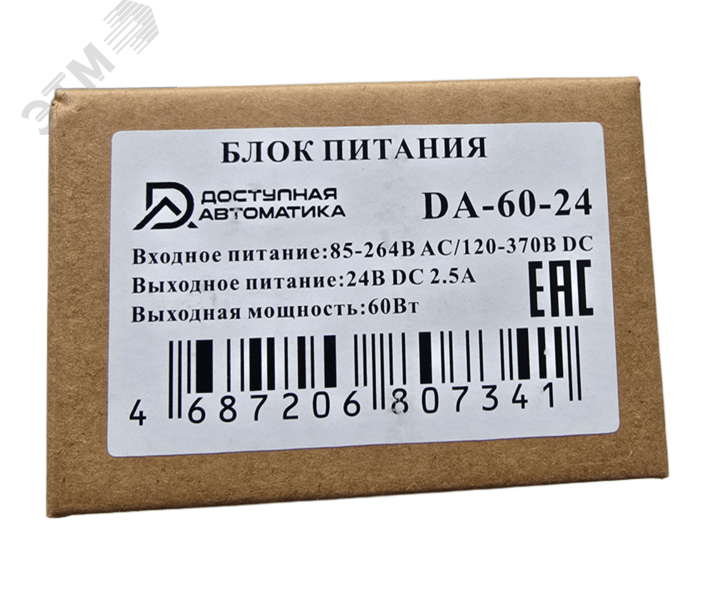 ЭТМ
БЛОК ПИТАНИЯ
ДОСТУПНАЯ
АВТОМАТИКА
DA-60-24
Входное питание:85-264В AC/120-370В DC
Выходное питание:24В DC 2.5А
Выходная мощность:60Вт
EAC
4 687206 807341